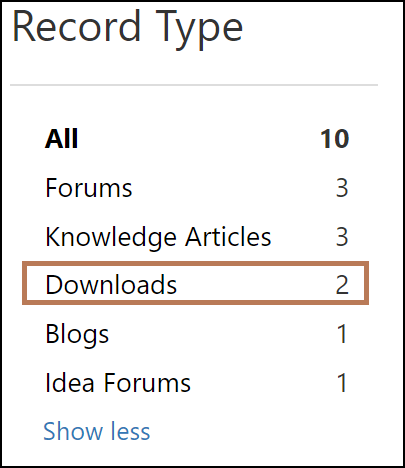 Record Type
All 10
Forums 3
Knowledge Articles 3
Downloads 2
Blogs 1
Idea Forums 1
Show less